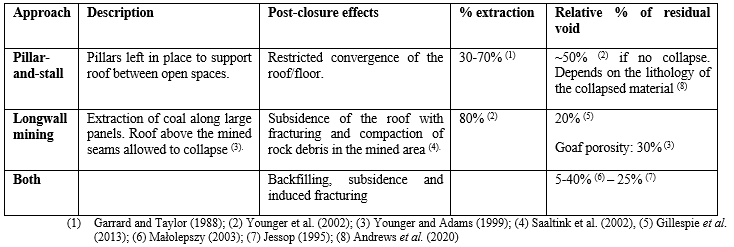 Approach Description Post-closure effects % extraction Relative % of residual void
Pillar-and-stall Pillars left in place to support roof between open spaces. Restricted convergence of the roof/floor. 30-70% (1) ~50% (2) if no collapse. Depends on the lithology of the collapsed material (8)
Longwall mining Extraction of coal along large panels. Roof above the mined seams allowed to collapse (3). Subsidence of the roof with fracturing and compaction of rock debris in the mined area (4). 80% (2) 20% (5)
Goaf porosity: 30% (3)
Both Backfilling, subsidence and induced fracturing 5-40% (6) – 25% (7)
(1) Garrard and Taylor (1988); (2) Younger et al. (2002); (3) Younger and Adams (1999); (4) Saaltink et al. (2002), (5) Gillespie et al.
(2013); (6) Małolepszy (2003); (7) Jessop (1995); (8) Andrews et al. (2020)